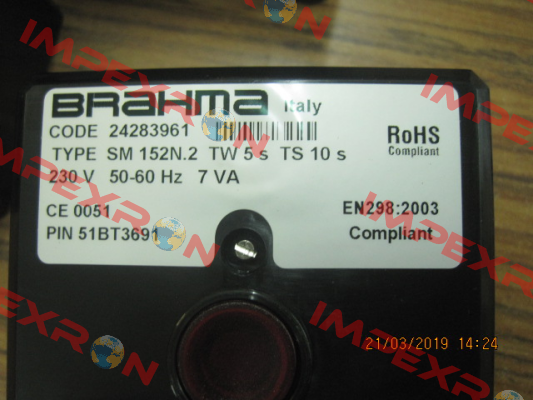 BRAHMA Italy
CODE 24283961
RoHS
Compliant
TYPE SM 152N.2 TW 5 s TS 10 s
230 V 50-60 Hz 7 VA
CE 0051
EN298:2003
PIN 51BT3691
Compliant
21/03/2019 14:24
IMPEXRON
IMPEXRON
IMPEXRON
IMPEXRON
IMPEXRON